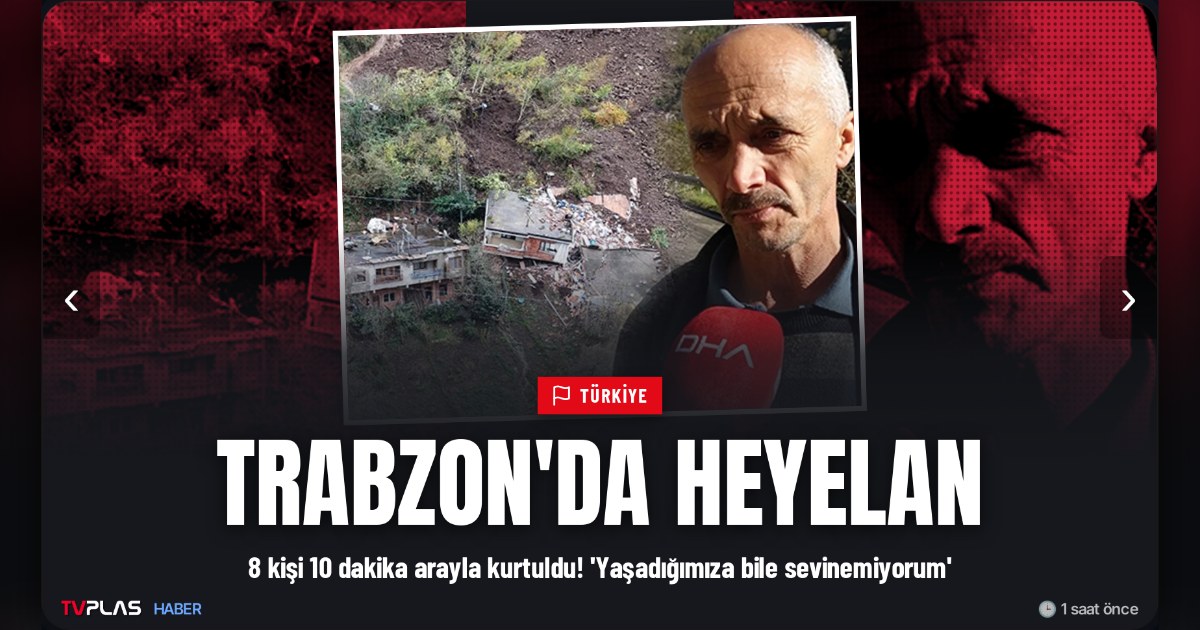 DHA
TÜRKİYE
TRABZON'DA HEYELAN
8 kişi 10 dakika arayla kurtuldu! 'Yaşadığımıza bile sevinemiyorum'
TVPLAS HABER
1 saat önce